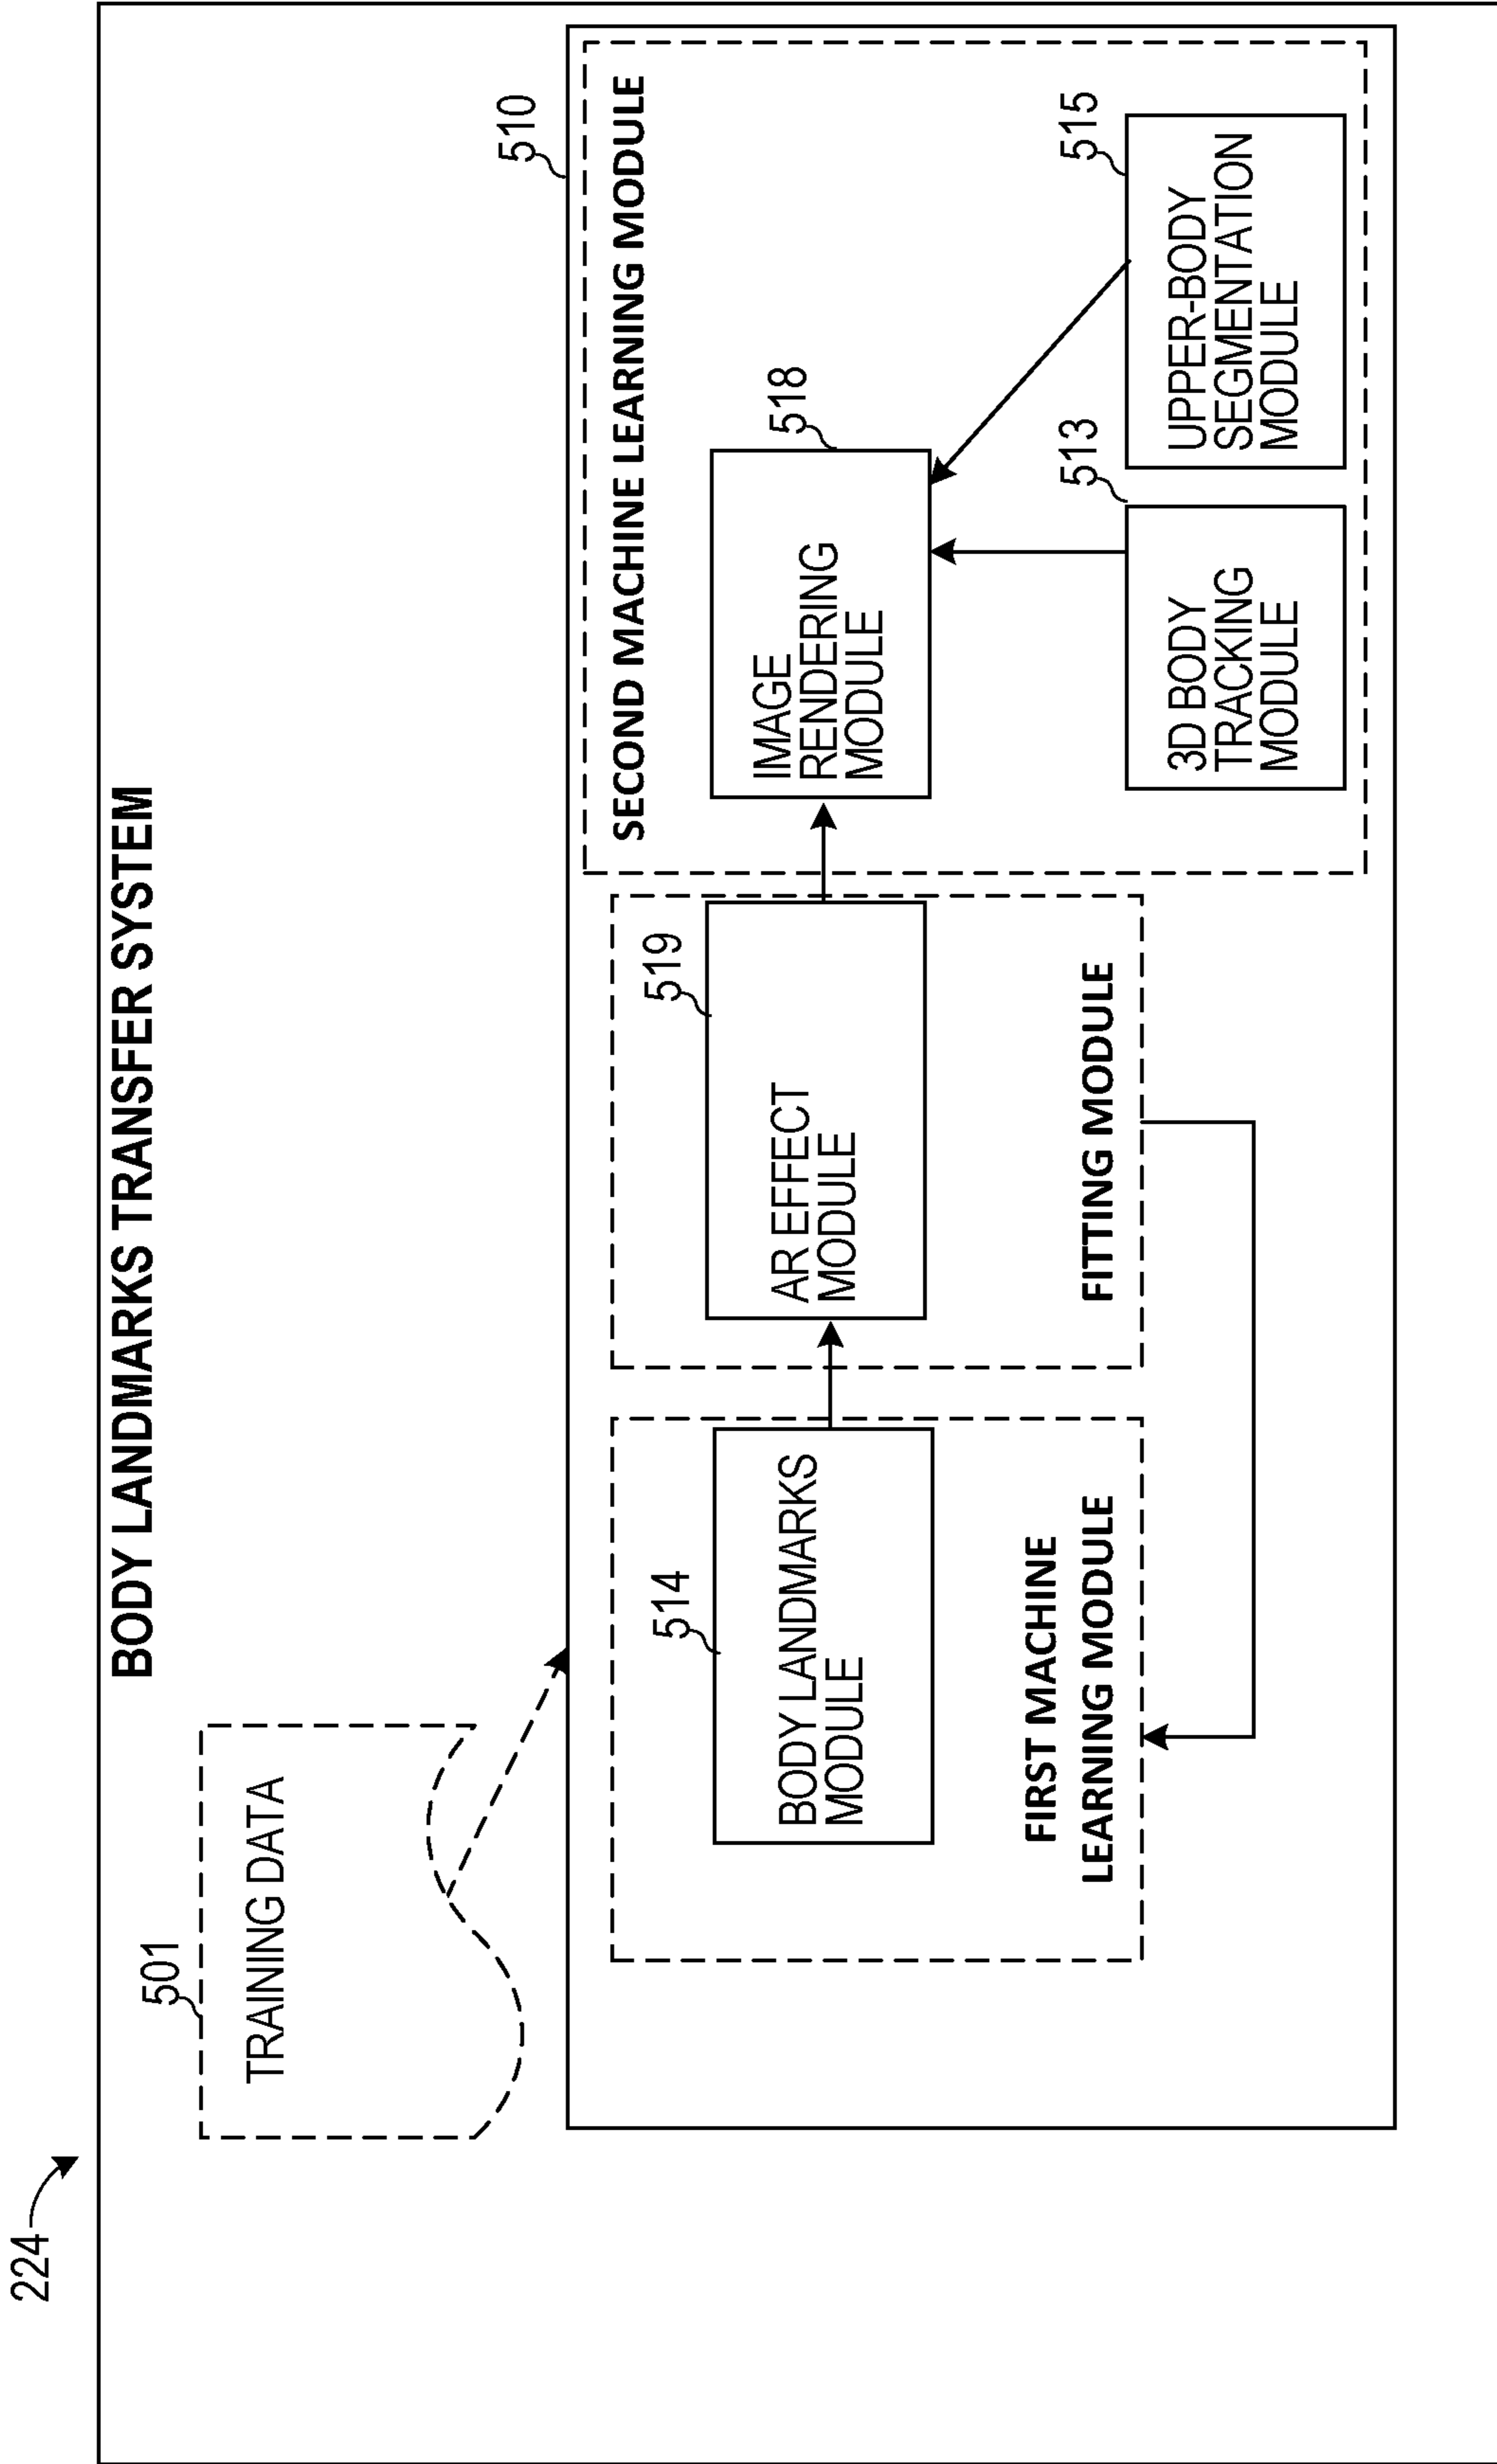 224
BODY LANDMARKS TRANSFER SYSTEM
501
TRAINING DATA
510
514
BODY LANDMARKS
MODULE
FIRST MACHINE
LEARNING MODULE
519
AR EFFECT
MODULE
FITTING MODULE
SECOND MACHINE LEARNING MODULE
518
IMAGE
RENDERING
MODULE
513
3D BODY
TRACKING
MODULE
515
UPPER-BODY
SEGMENTATION
MODULE